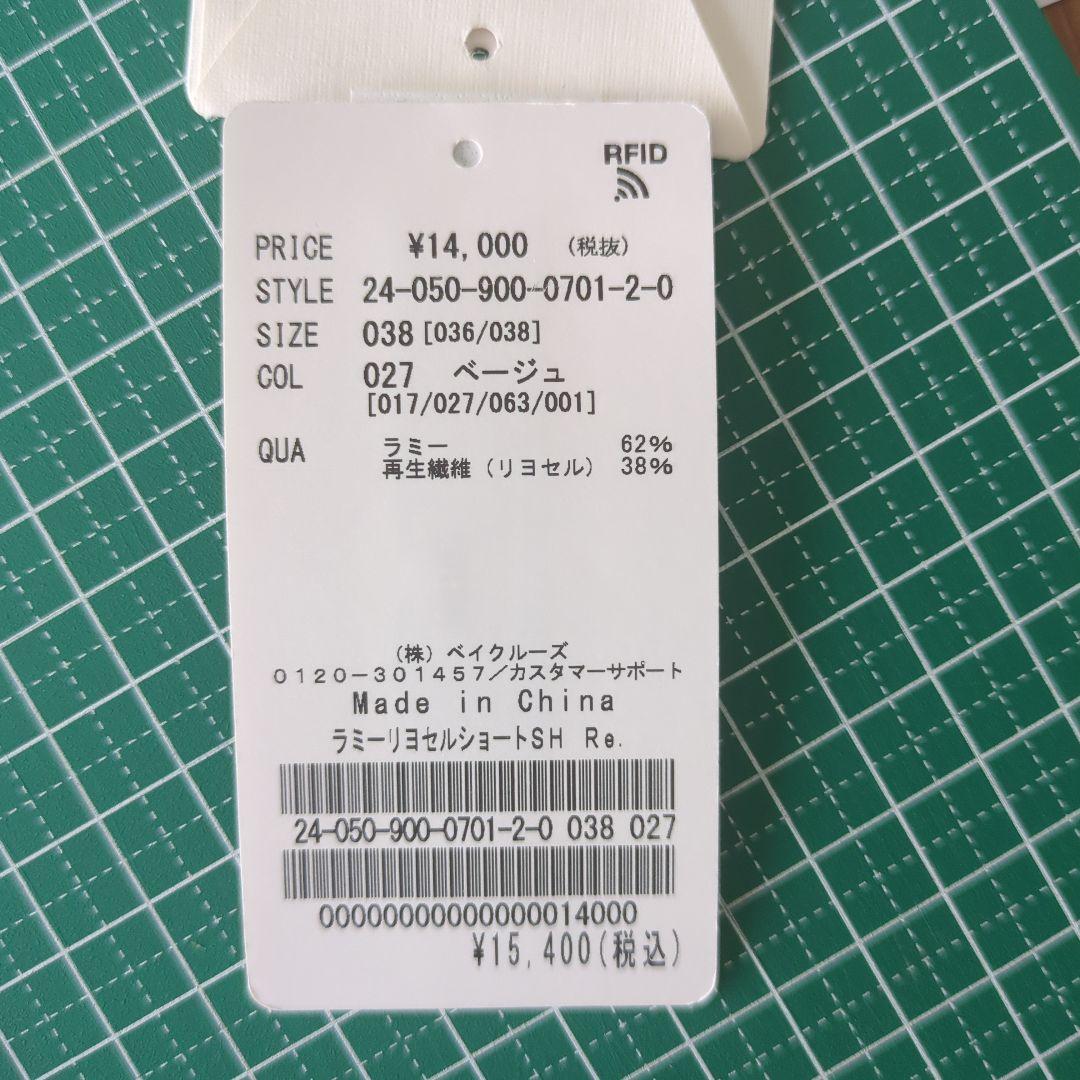 RFID
PRICE ¥14,000 (税抜)
STYLE 24-050-900-0701-2-0
SIZE 038 [036/038]
COL 027 ベージュ
[017/027/063/001]
QUA ラミー 62%
再生繊維（リヨセル） 38%
（株）ベイクルーズ
0120-301457／カスタマーサポート
Made in China
ラミーリヨセルショートSH Re.
24-050-900-0701-2-0 038 027
00000000000000014000
¥15,400(税込)